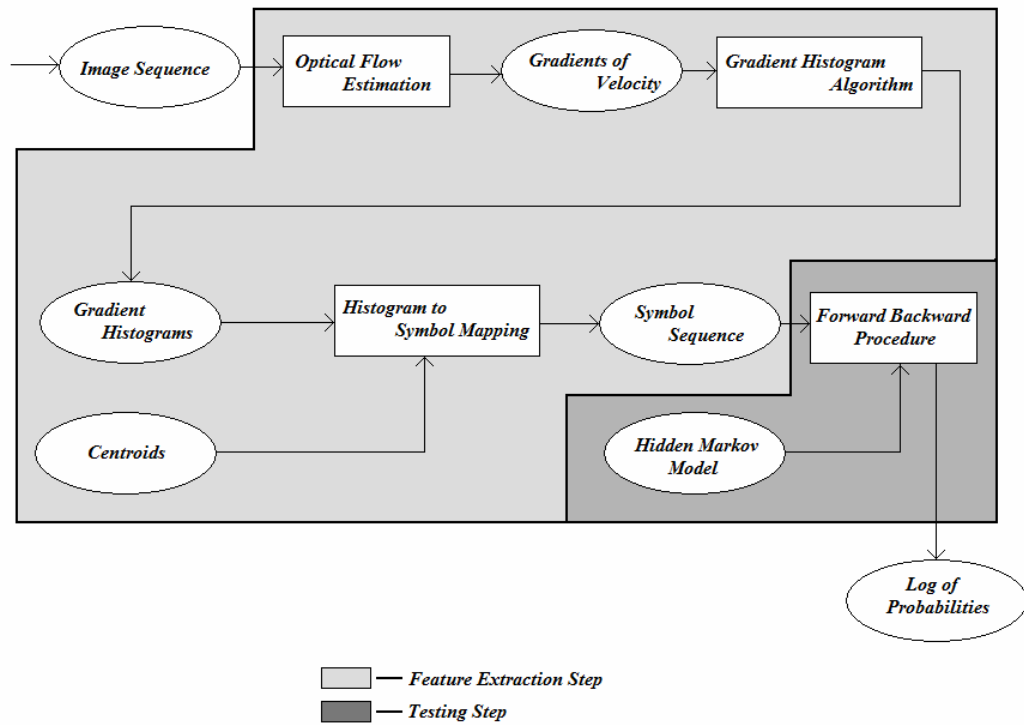 Image Sequence
Optical Flow
Estimation
Gradients of
Velocity
Gradient Histogram
Algorithm
Gradient
Histograms
Histogram to
Symbol Mapping
Symbol
Sequence
Forward Backward
Procedure
Centroids
Hidden Markov
Model
Log of
Probabilities
Feature Extraction Step
Testing Step